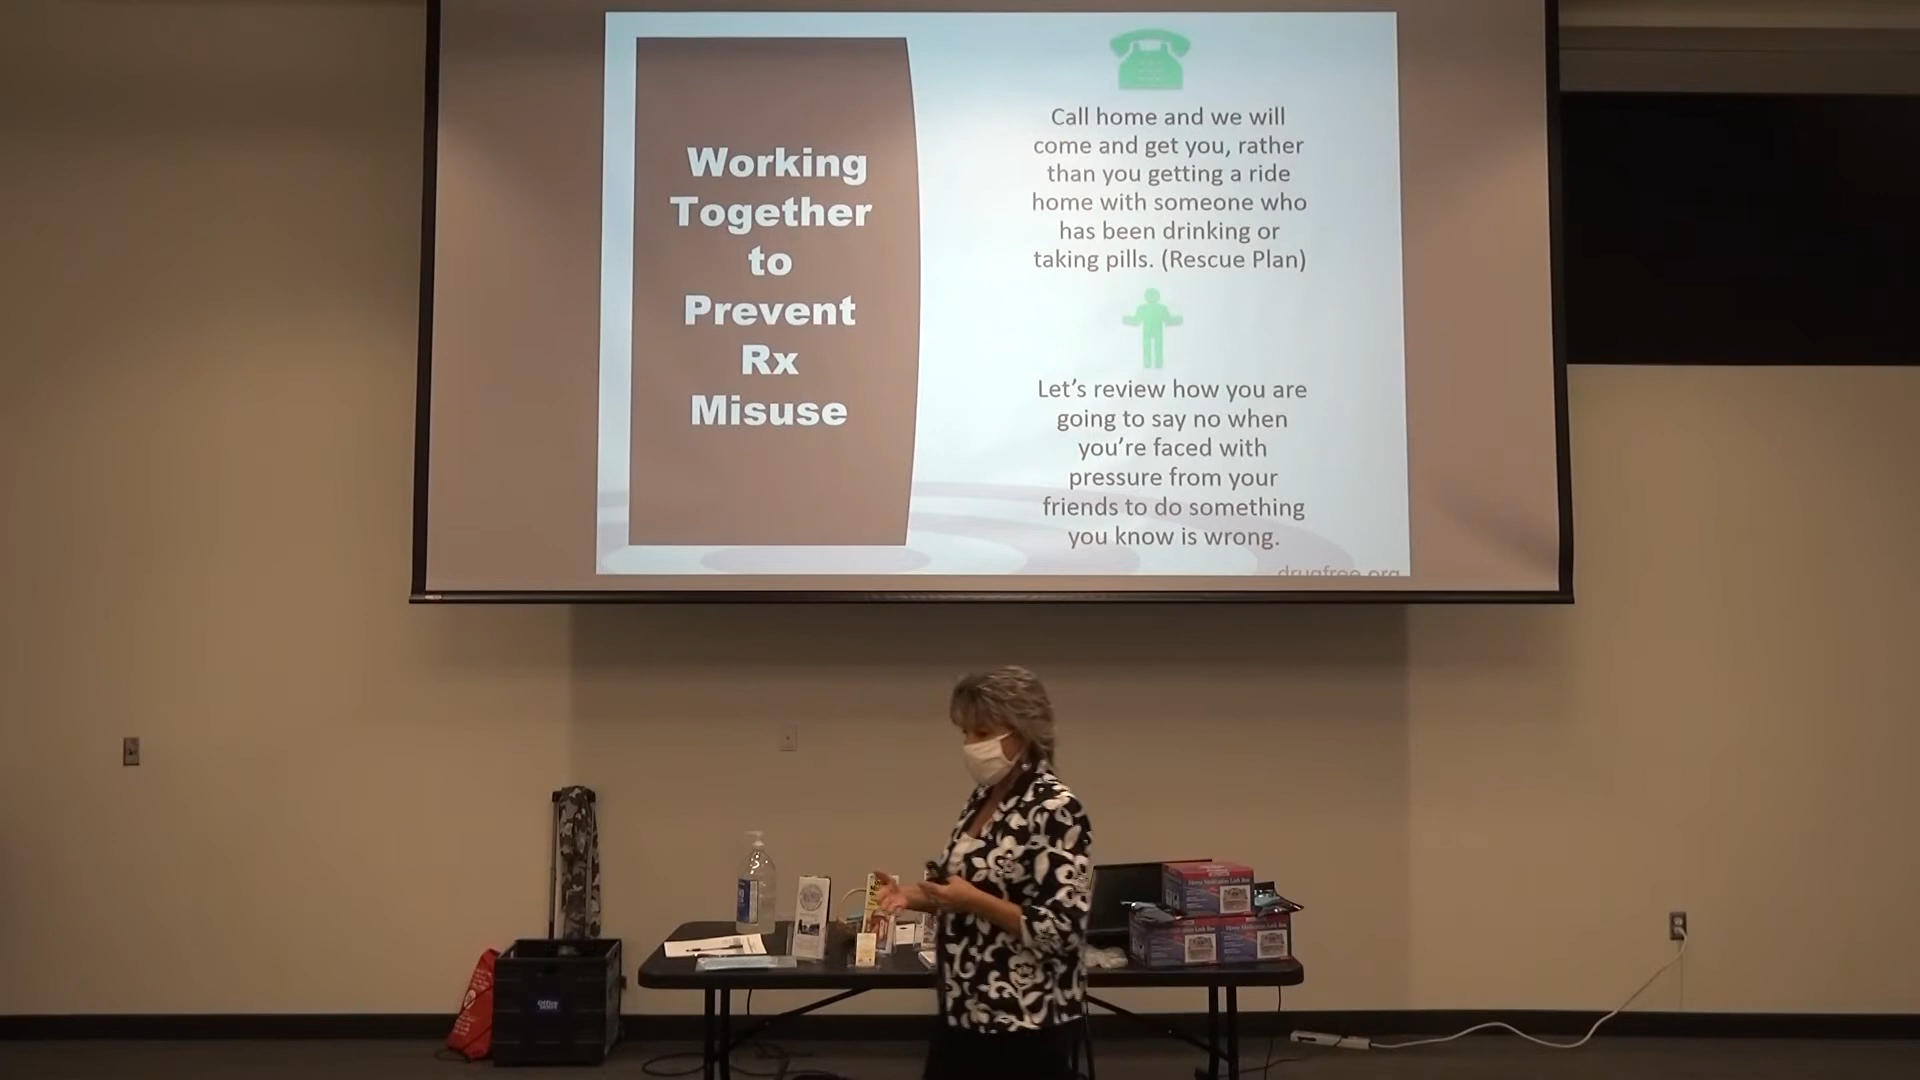 Working
Together
to
Prevent
Rx
Misuse
Call home and we will
come and get you, rather
than you getting a ride
home with someone who
has been drinking or
taking pills. (Rescue Plan)
Let's review how you are
going to say no when
you're faced with
pressure from your
friends to do something
you know is wrong.
drugfree.org
Office